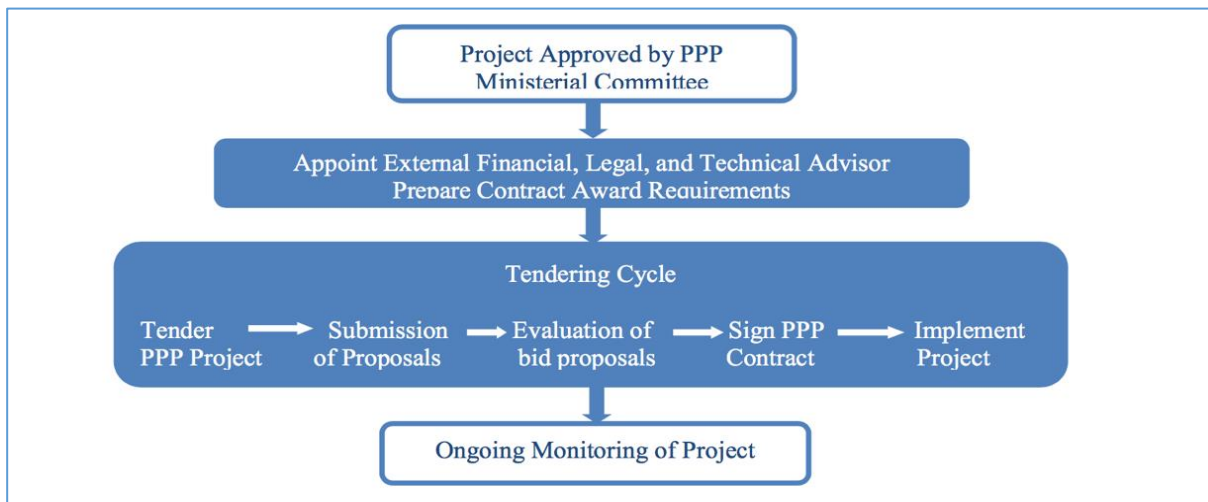 Project Approved by PPP
Ministerial Committee
Appoint External Financial, Legal, and Technical Advisor
Prepare Contract Award Requirements
Tendering Cycle
Tender
PPP Project
Submission
of Proposals
Evaluation of
bid proposals
Sign PPP
Contract
Implement
Project
Ongoing Monitoring of Project